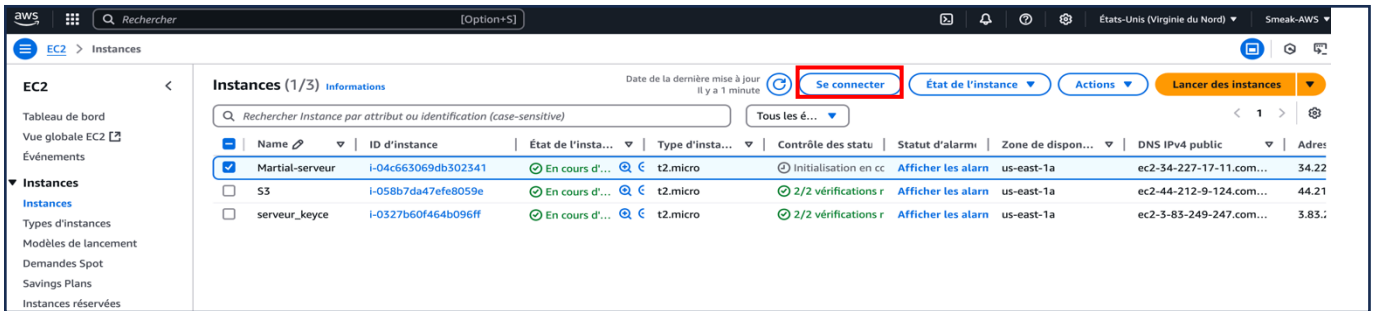 aws Rechercher [Option+S] États-Unis (Virginie du Nord) Smeak-AWS
EC2 > Instances
EC2
Tableau de bord
Vue globale EC2
Événements
Instances
Instances
Types d'instances
Modèles de lancement
Demandes Spot
Savings Plans
Instances réservées
Instances (1/3) Informations
Date de la dernière mise à jour
Il y a 1 minute
Se connecter État de l'instance Actions Lancer des instances
Rechercher Instance par attribut ou identification (case-sensitive) Tous les é... 1
Name ID d'instance État de l'insta... Type d'insta... Contrôle des statu Statut d'alarme Zone de dispon... DNS IPv4 public Adres
Martial-serveur i-04c663069db302341 En cours d'... t2.micro Initialisation en cc Afficher les alarn us-east-1a ec2-34-227-17-11.com... 34.22
S3 i-058b7da47efe8059e En cours d'... t2.micro 2/2 vérifications r Afficher les alarn us-east-1a ec2-44-212-9-124.com... 44.21
serveur_keyce i-0327b60f464b096ff En cours d'... t2.micro 2/2 vérifications r Afficher les alarn us-east-1a ec2-3-83-249-247.com... 3.83.2